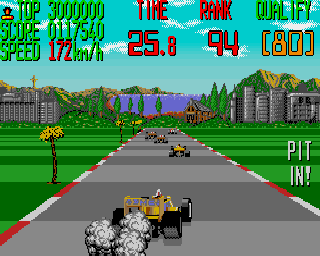 TOP 3000000 TIME RANK QUALIFY
SCORE 0117540 25.8 94 (80)
SPEED 172km/h
PIT
IN!